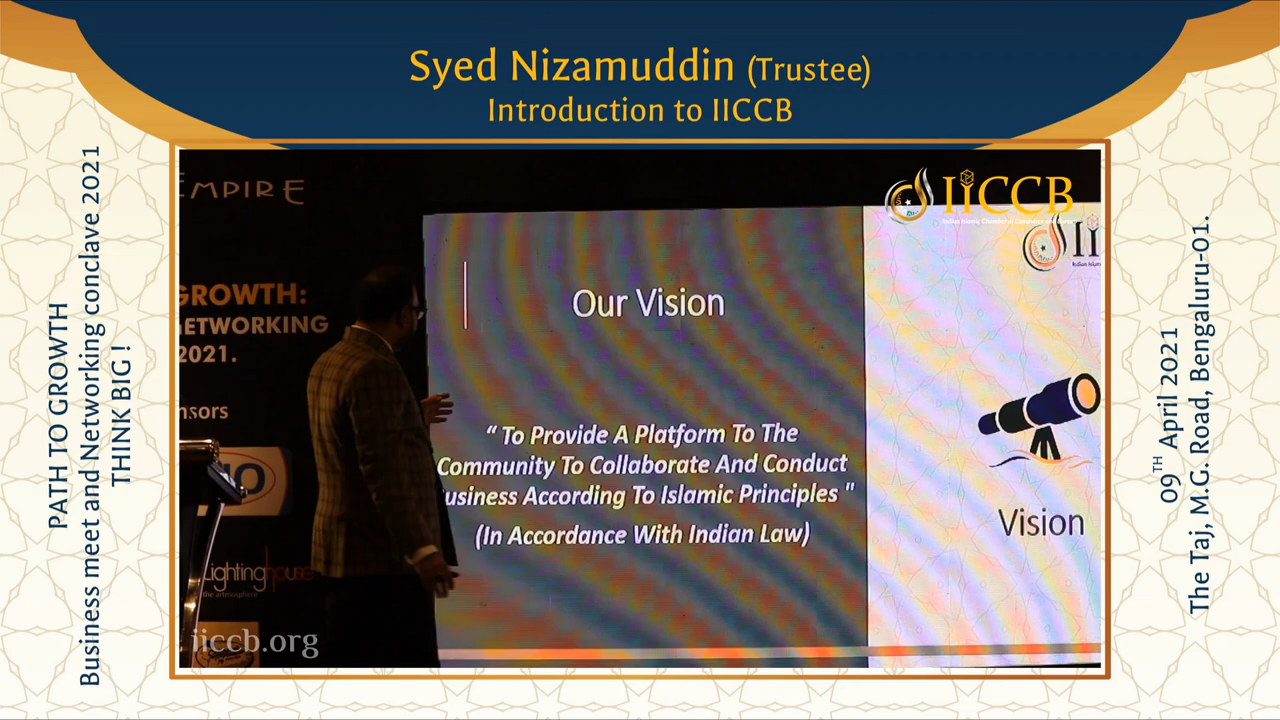 Syed Nizamuddin (Trustee)
Introduction to IICCB
PATH TO GROWTH
Business meet and Networking conclave 2021
THINK BIG !
EMPIRE
GROWTH:
NETWORKING
2021.
IiCCB
Our Vision
“ To Provide A Platform To The
Community To Collaborate And Conduct
usiness According To Islamic Principles "
(In Accordance With Indian Law)
Vision
Lightinghouse
iiccb.org
09TH April 2021
The Taj, M.G. Road, Bengaluru-01.